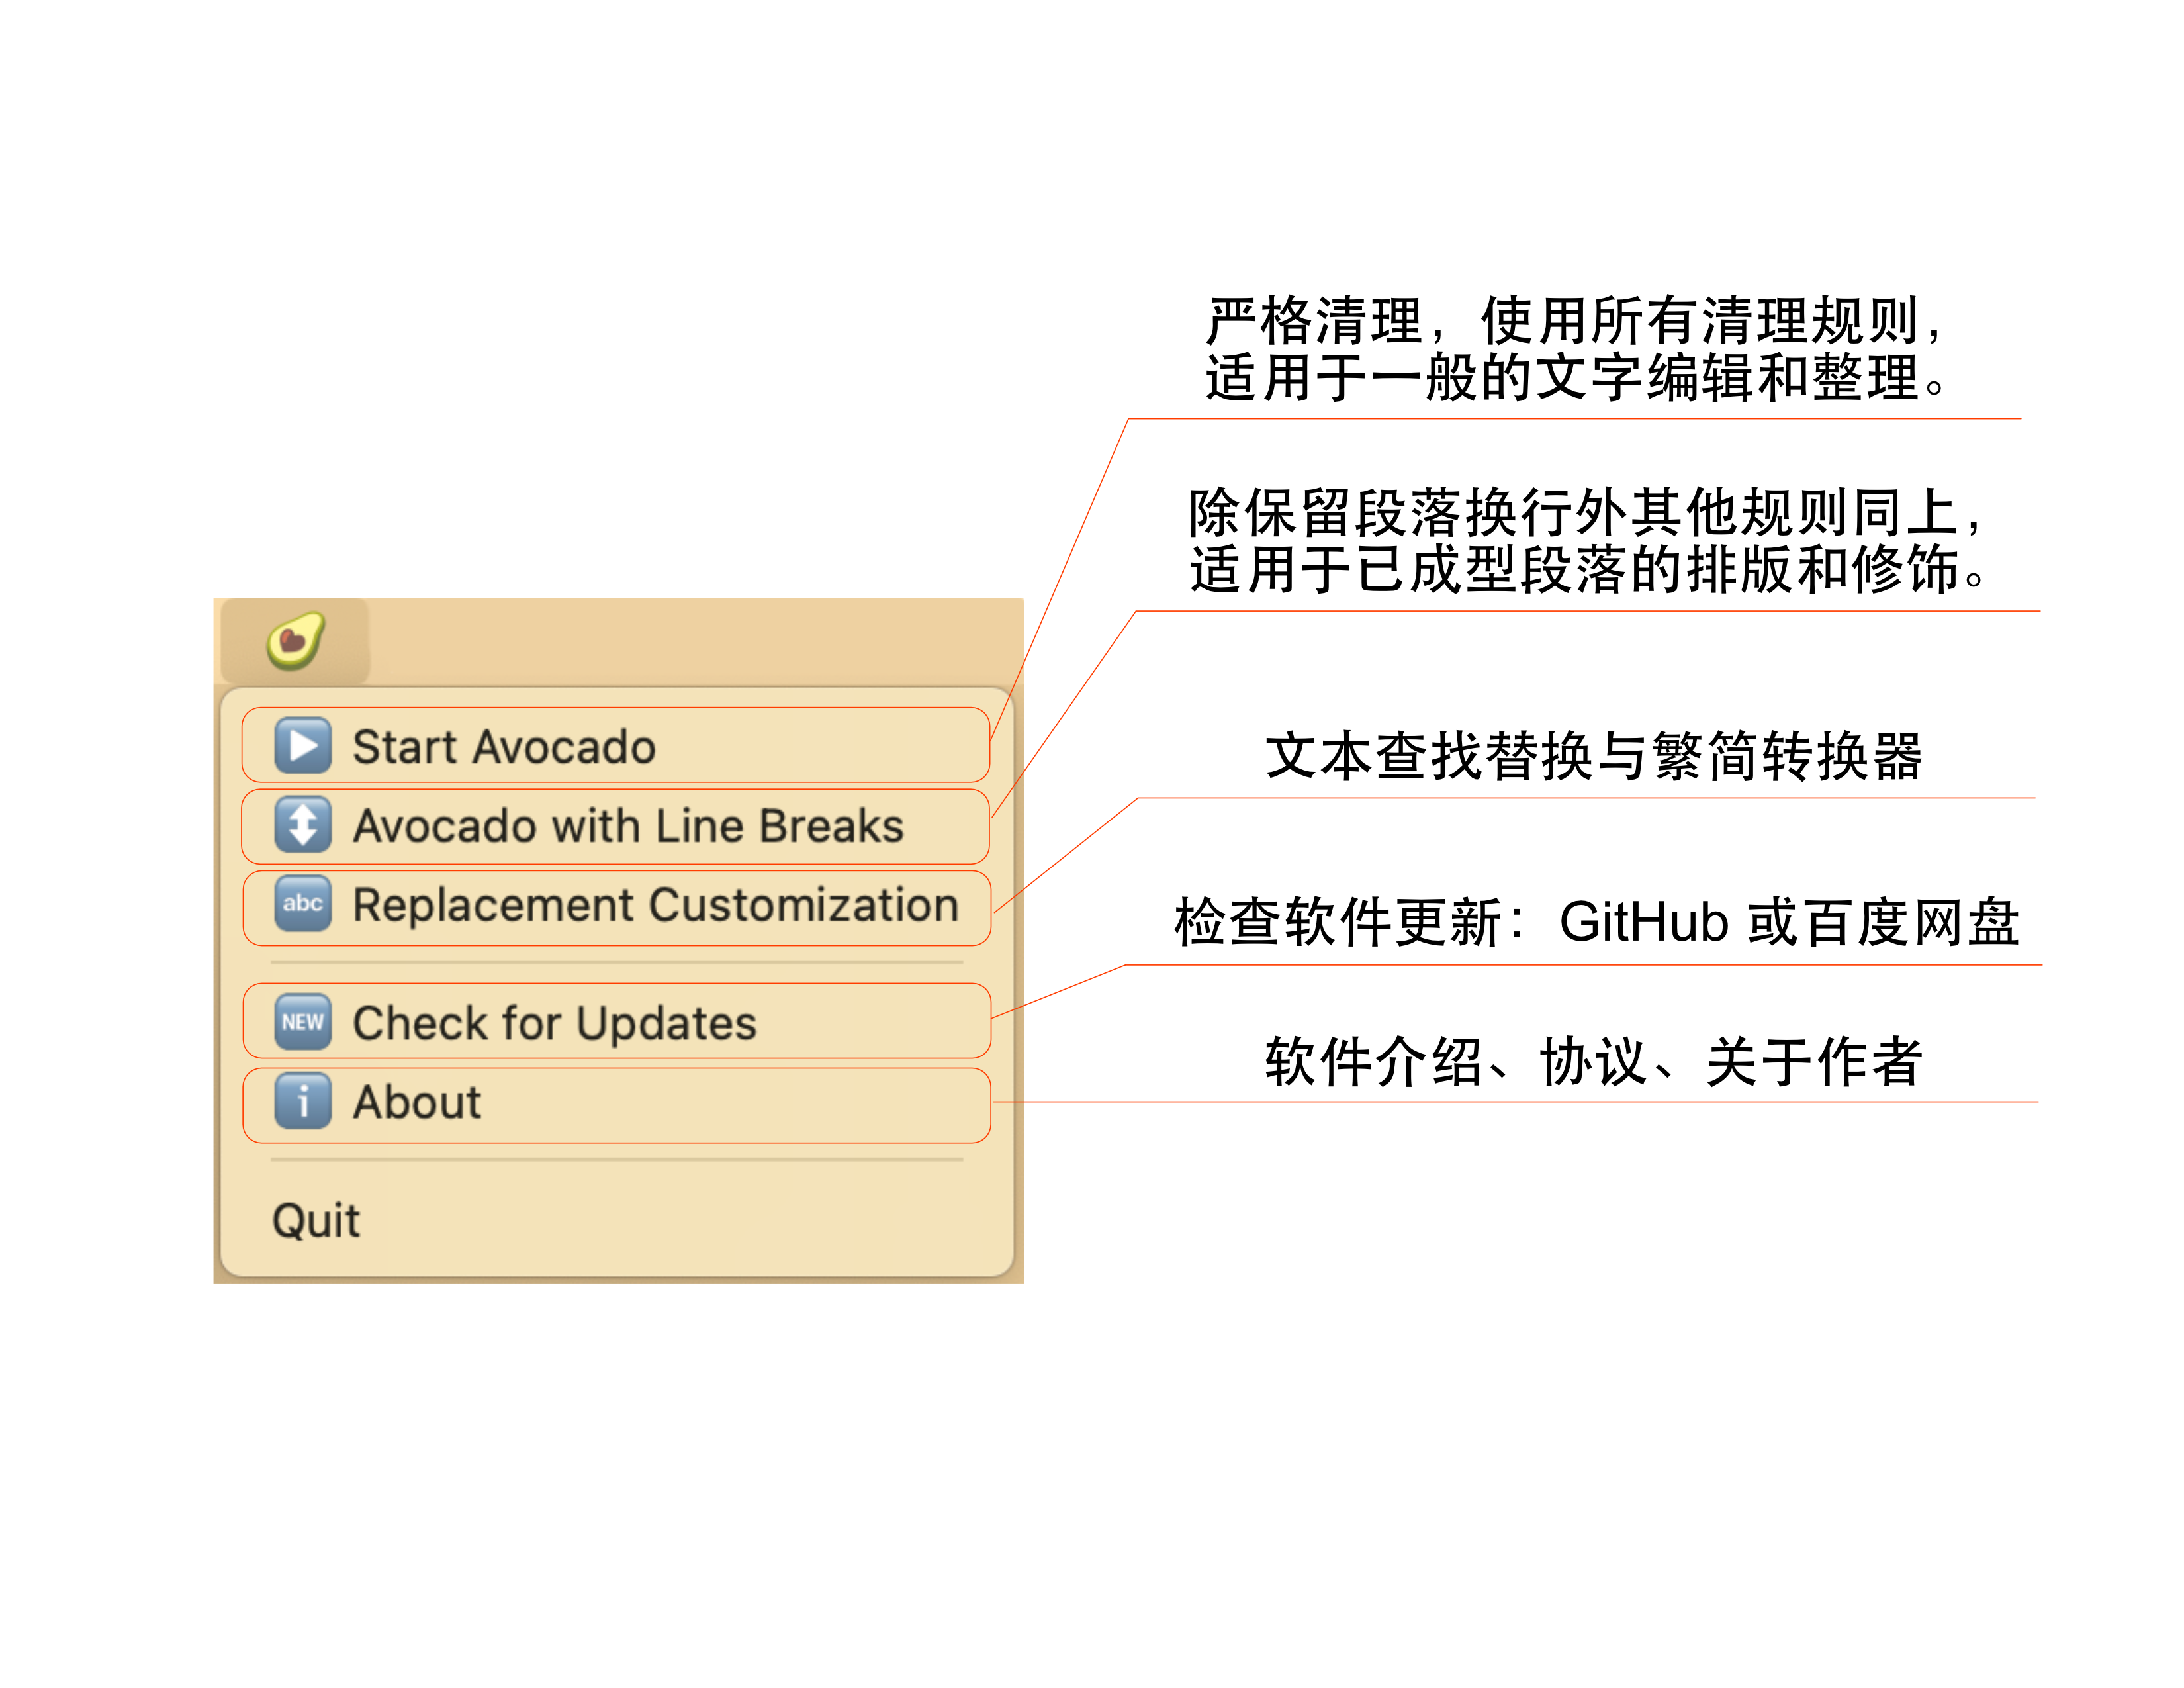 严格清理，使用所有清理规则，
适用于一般的文字编辑和整理。
除保留段落换行外其他规则同上，
适用于已成型段落的排版和修饰。
文本查找替换与繁简转换器
检查软件更新：GitHub 或百度网盘
软件介绍、协议、关于作者
Start Avocado
Avocado with Line Breaks
abc Replacement Customization
NEW Check for Updates
i About
Quit